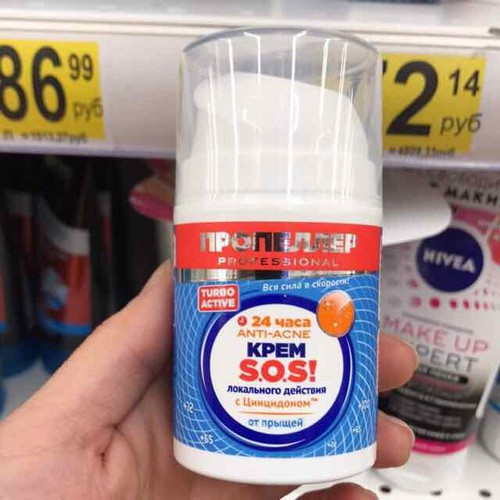 86 99
руб
2 14
руб
ПРОПЕЛЛЕР
PROFESSIONAL
Вся сила в скорости!
TURBO
ACTIVE
24 часа
ANTI-ACNE
КРЕМ
S.O.S!
локального действия
с Цинцидоном™
от прыщей
NIVEA
MAKE UP